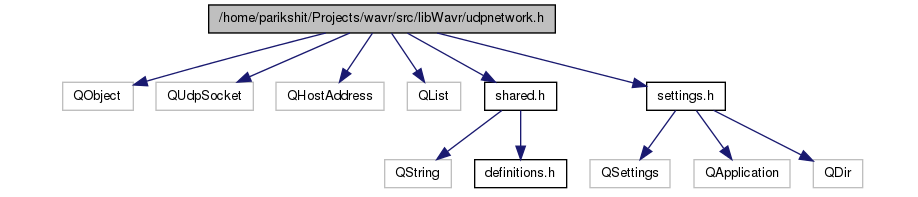 /home/parikshit/Projects/wavr/src/libWavr/udpnetwork.h
QObject
QUdpSocket
QHostAddress
QList
shared.h
settings.h
QString
definitions.h
QSettings
QApplication
QDir